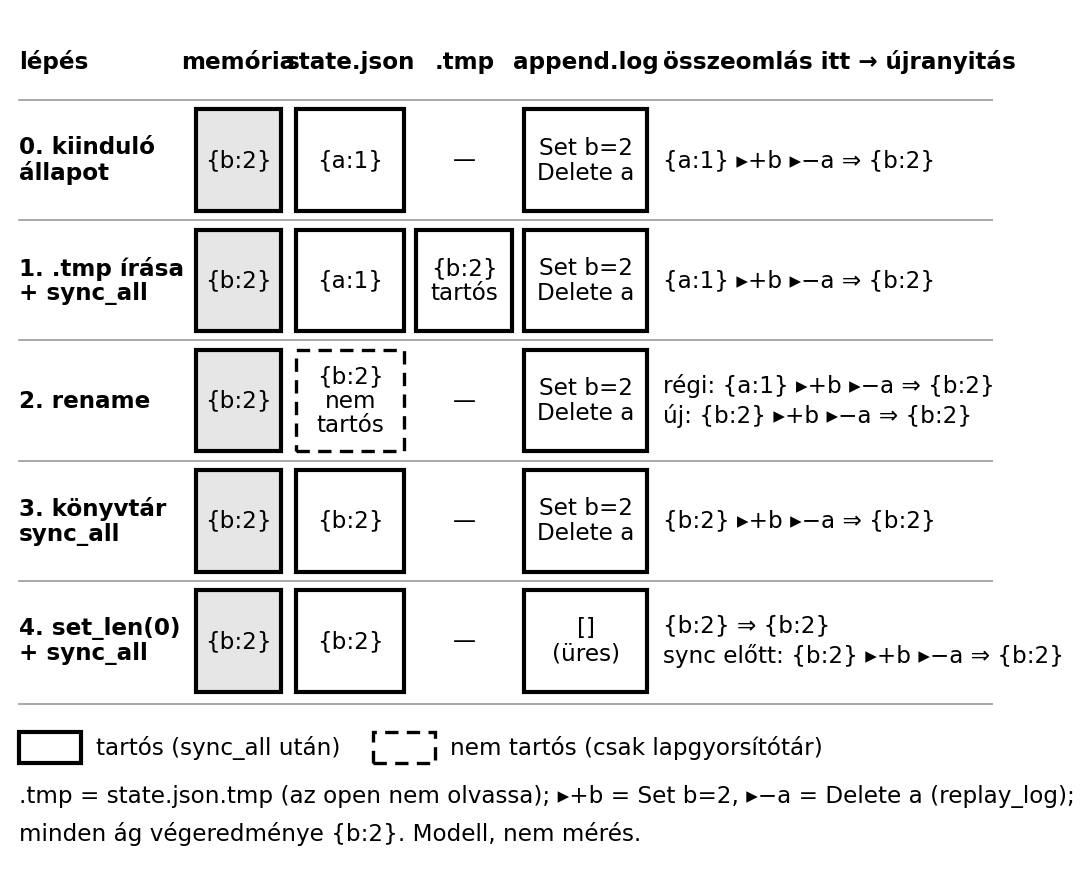 lépés memória state.json .tmp append.log összeomlás itt → újranyitás
0. kiinduló
állapot
{b:2}
{a:1}
—
Set b=2
Delete a
{a:1} ▸+b ▸−a ⇒ {b:2}
1. .tmp írása
+ sync_all
{b:2}
{a:1}
{b:2}
tartós
Set b=2
Delete a
{a:1} ▸+b ▸−a ⇒ {b:2}
2. rename
{b:2}
{b:2}
nem
tartós
—
Set b=2
Delete a
régi: {a:1} ▸+b ▸−a ⇒ {b:2}
új: {b:2} ▸+b ▸−a ⇒ {b:2}
3. könyvtár
sync_all
{b:2}
{b:2}
—
Set b=2
Delete a
{b:2} ▸+b ▸−a ⇒ {b:2}
4. set_len(0)
+ sync_all
{b:2}
{b:2}
—
[]
(üres)
{b:2} ⇒ {b:2}
sync előtt: {b:2} ▸+b ▸−a ⇒ {b:2}
tartós (sync_all után) nem tartós (csak lapgyorsítótár)
.tmp = state.json.tmp (az open nem olvassa); ▸+b = Set b=2, ▸−a = Delete a (replay_log);
minden ág végeredménye {b:2}. Modell, nem mérés.